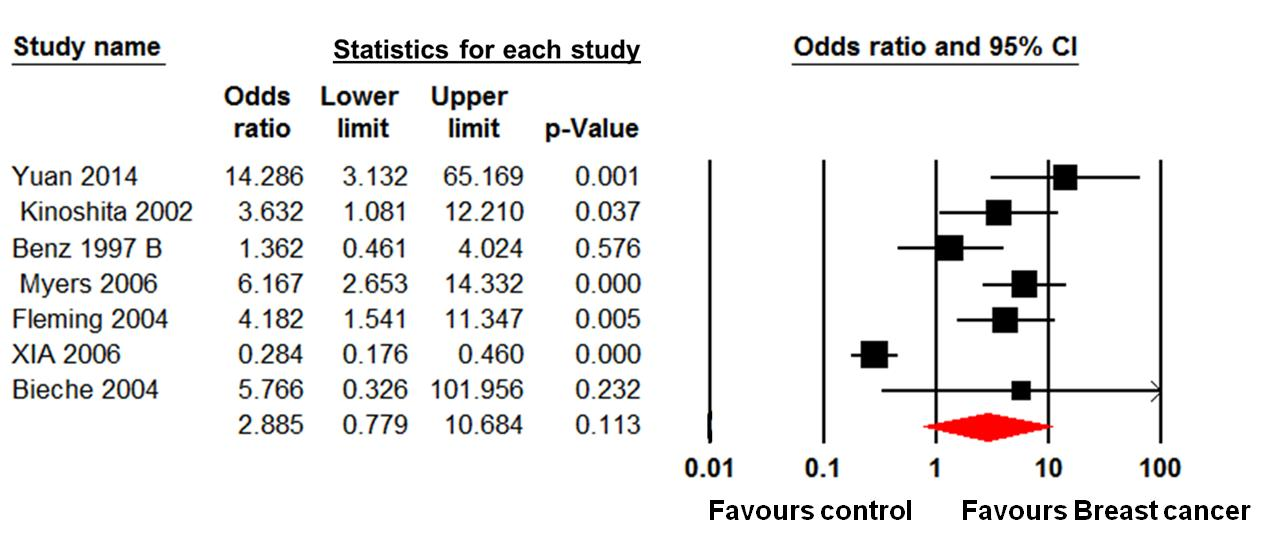 Study name Statistics for each study Odds ratio and 95% CI
Odds Lower Upper
ratio limit limit p-Value
Yuan 2014 14.286 3.132 65.169 0.001
Kinoshita 2002 3.632 1.081 12.210 0.037
Benz 1997 B 1.362 0.461 4.024 0.576
Myers 2006 6.167 2.653 14.332 0.000
Fleming 2004 4.182 1.541 11.347 0.005
XIA 2006 0.284 0.176 0.460 0.000
Bieche 2004 5.766 0.326 101.956 0.232
2.885 0.779 10.684 0.113
0.01 0.1 1 10 100
Favours control Favours Breast cancer